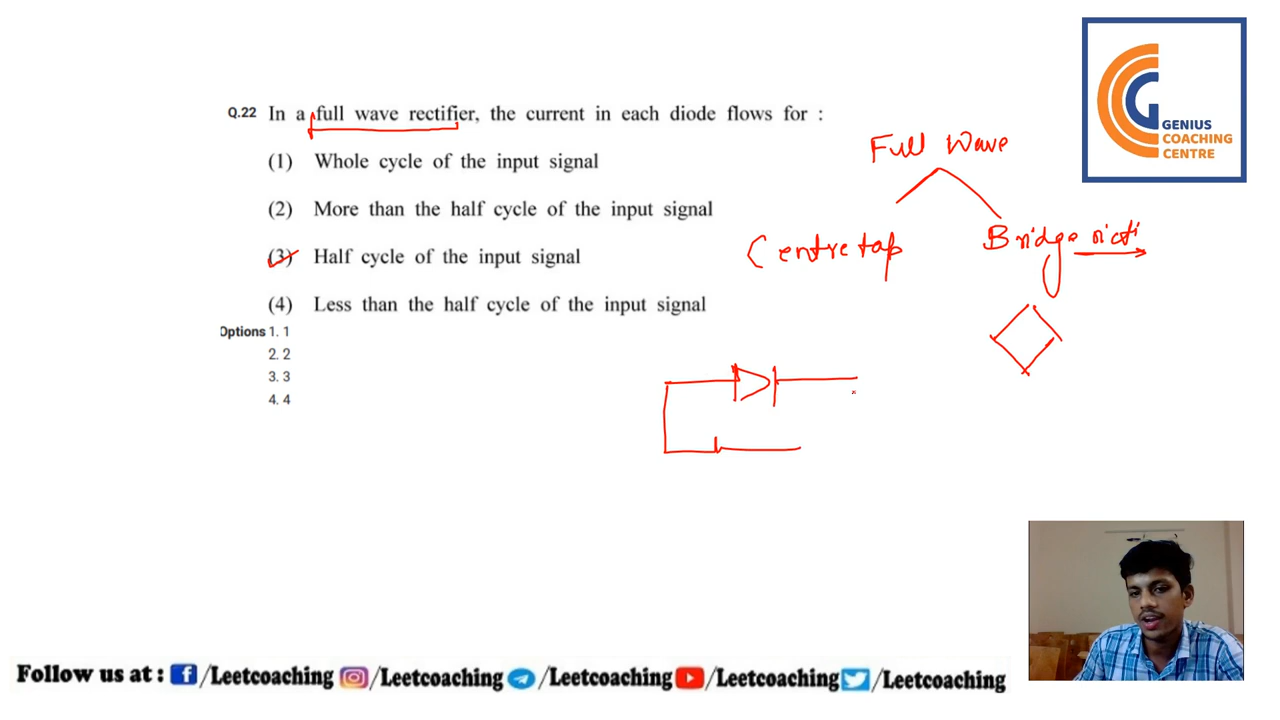 Q.22 In a full wave rectifier, the current in each diode flows for :
(1) Whole cycle of the input signal
(2) More than the half cycle of the input signal
(3) Half cycle of the input signal
(4) Less than the half cycle of the input signal
Options 1. 1
2. 2
3. 3
4. 4
Full Wave
Centre tap
Bridge
GENIUS
COACHING
CENTRE
Follow us at : /Leetcoaching /Leetcoaching /Leetcoaching /Leetcoaching /Leetcoaching